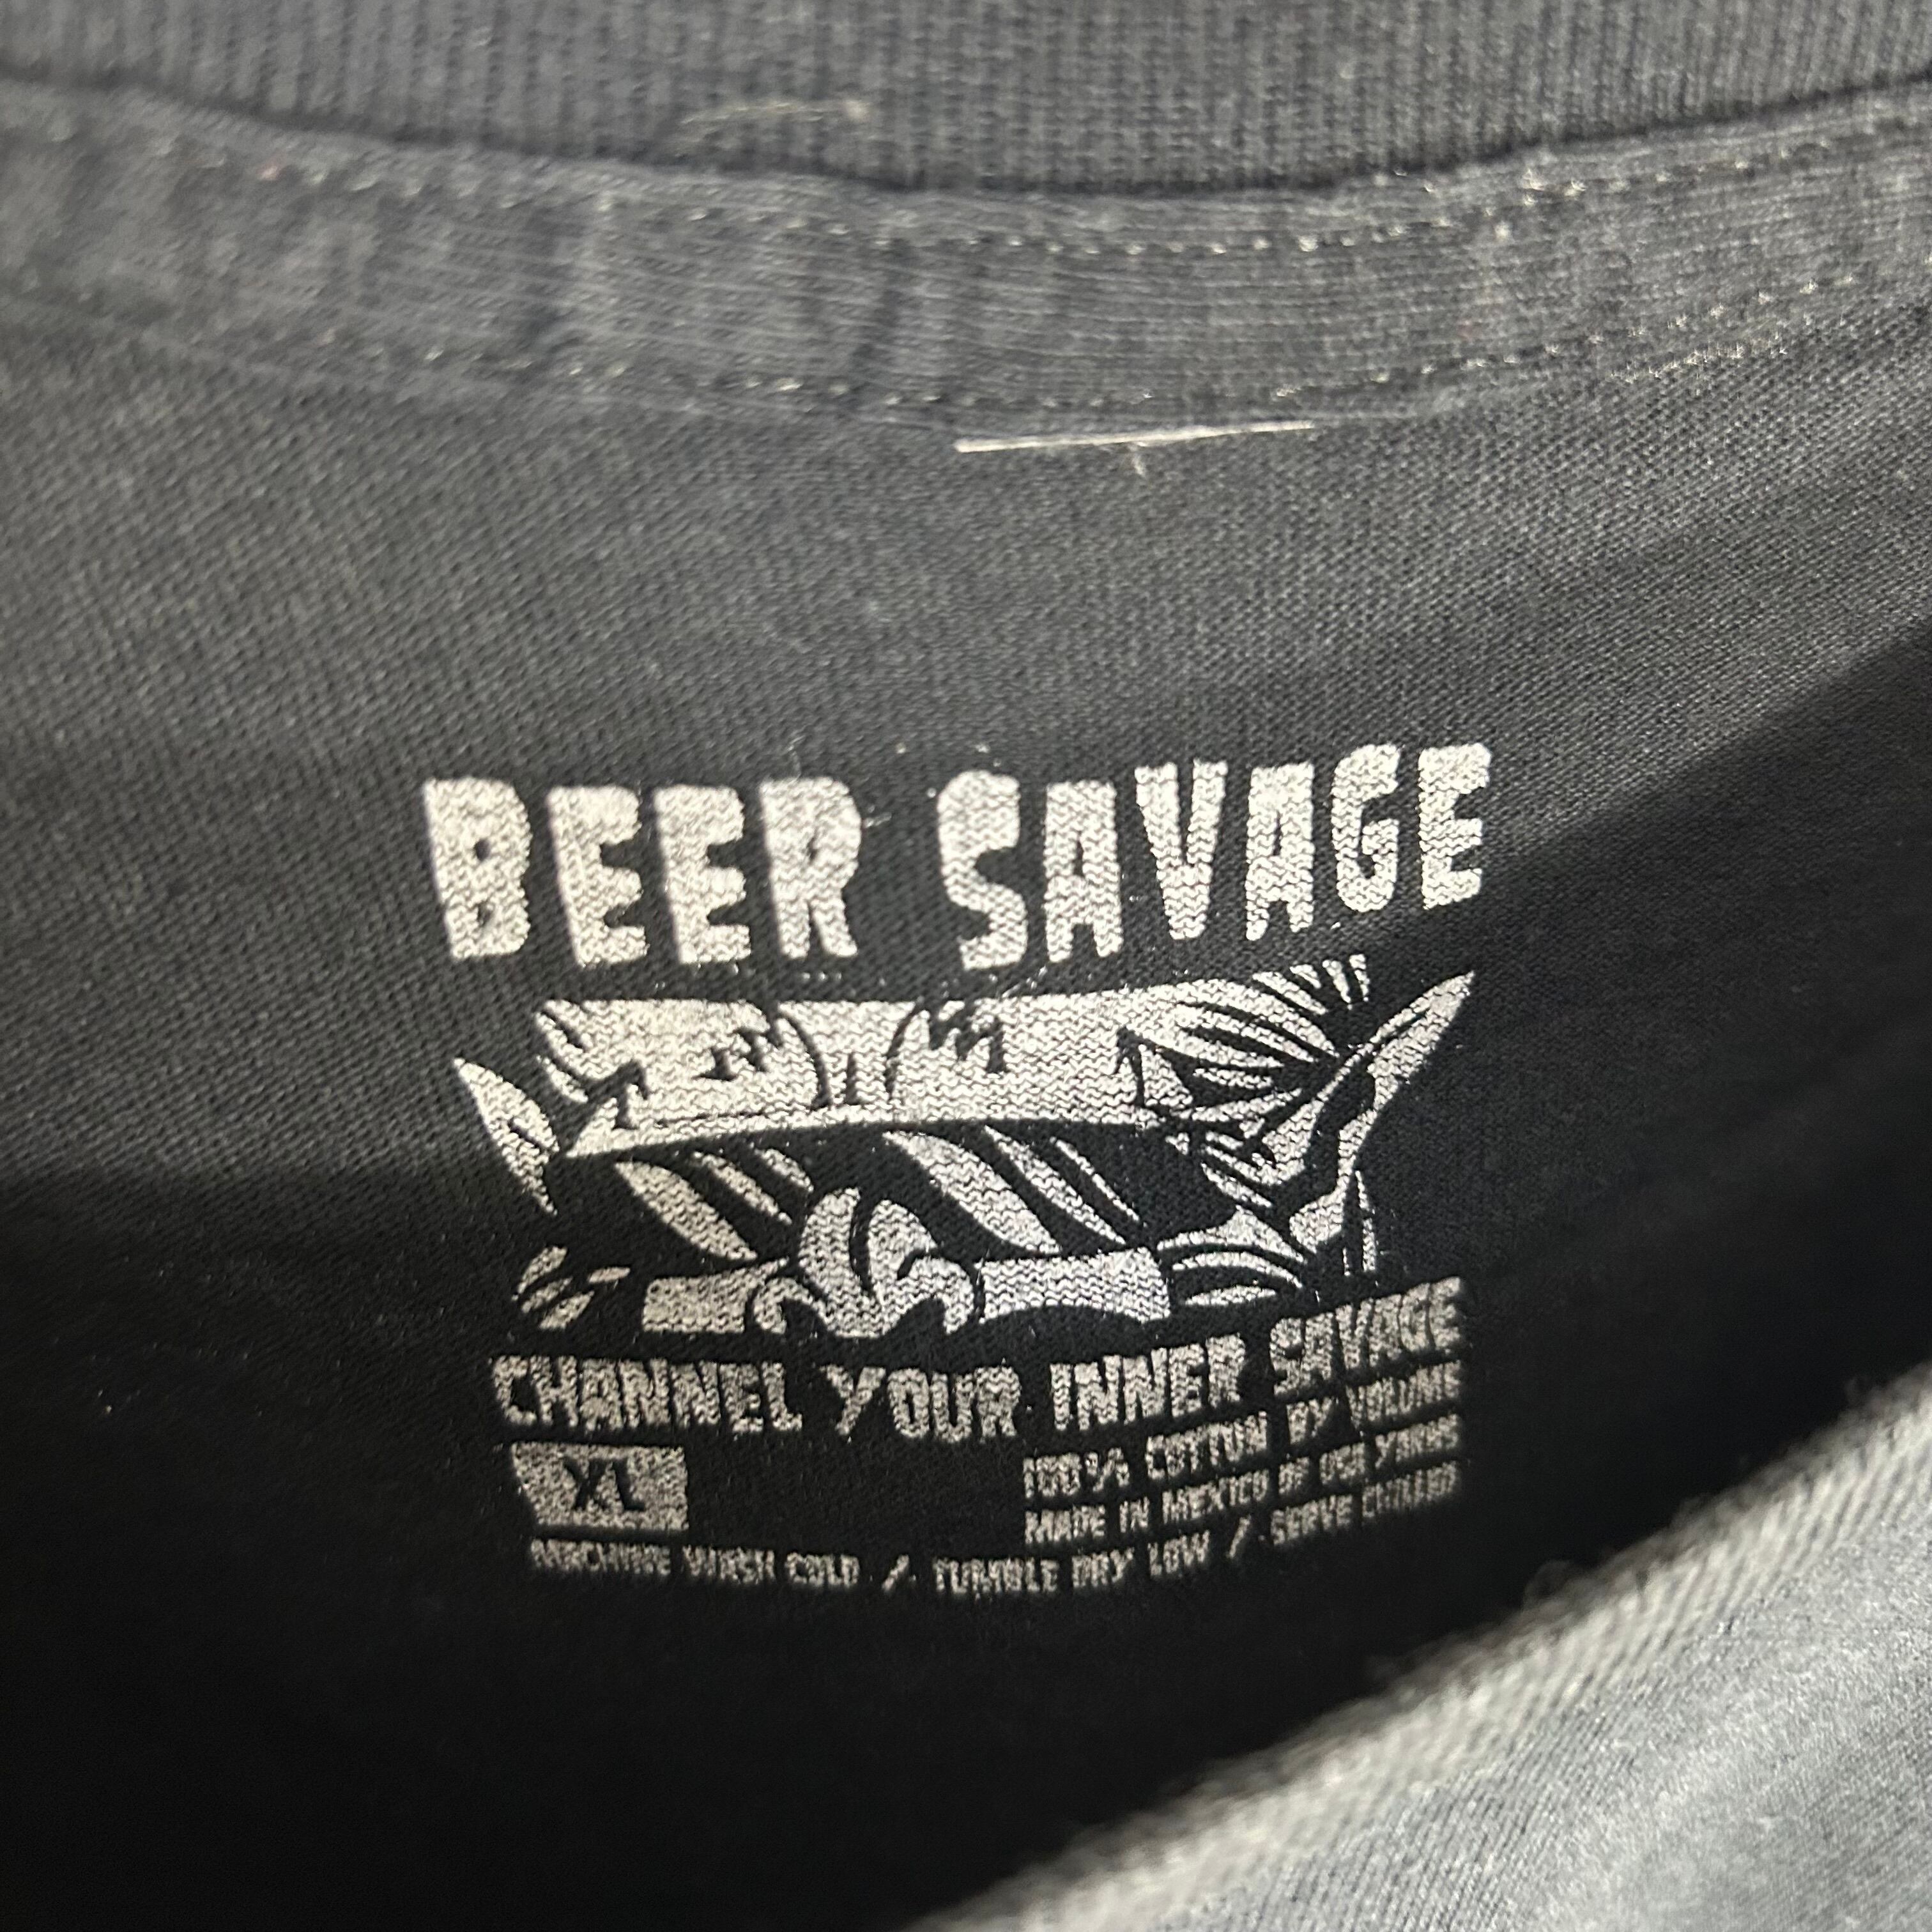 BEER SAVAGE
CHANNEL YOUR INNER SAVAGE
XL
100% COTTON BY VOLUME
MADE IN MEXICO OF USA YARNS
MACHINE WASH COLD / TUMBLE DRY LOW / SERVE CHILLED